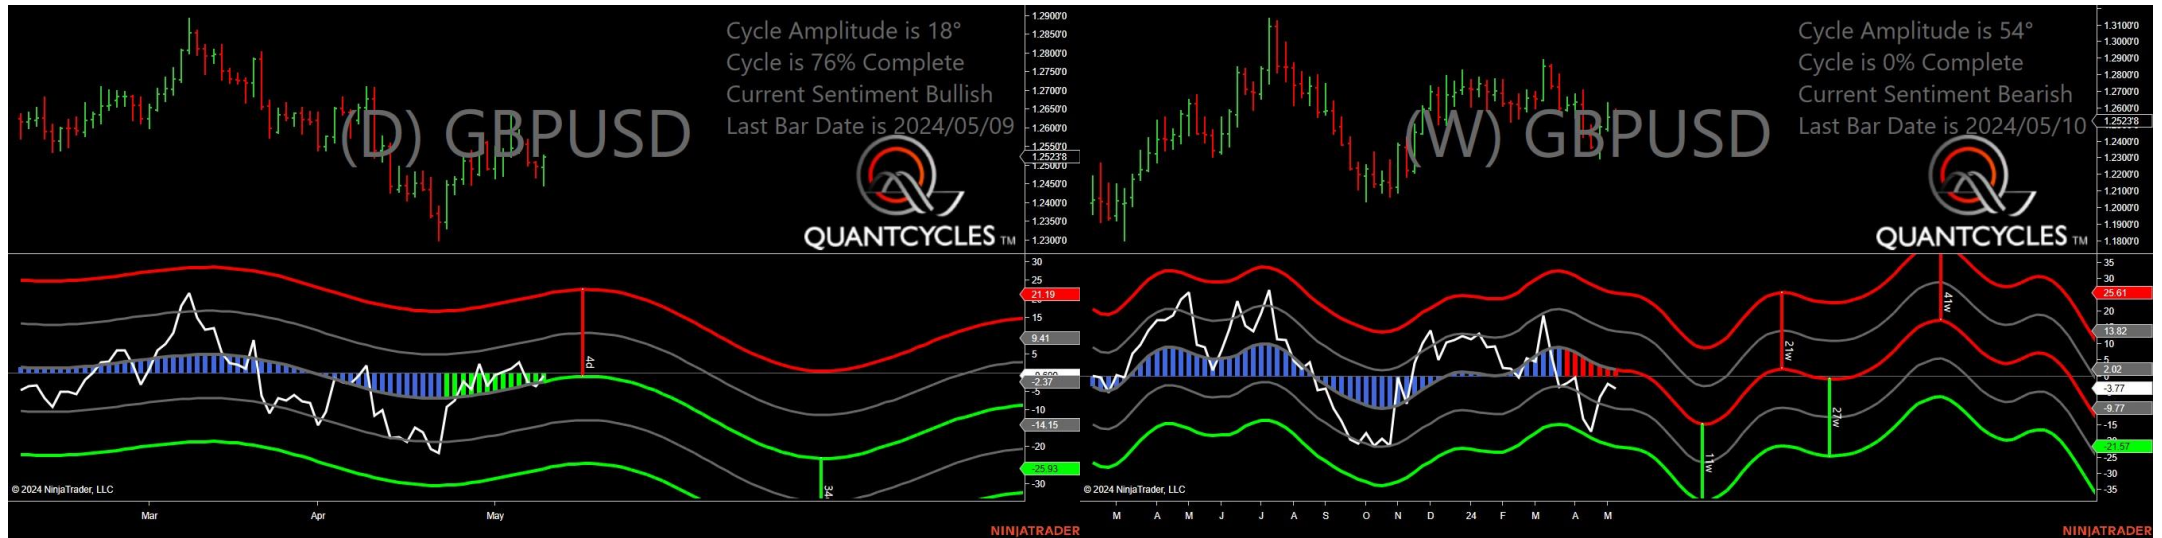 Cycle Amplitude is 18°
Cycle is 76% Complete
Current Sentiment Bullish
Last Bar Date is 2024/05/09
(D) GBPUSD
QUANTCYCLES TM
1.2900'0
1.2850'0
1.2800'0
1.2750'0
1.2700'0
1.2650'0
1.2600'0
1.2550'0
1.2523'8
1.2500'0
1.2450'0
1.2400'0
1.2350'0
1.2300'0
30
25
21.19
15
9.41
5
-2.37
-5
-10
-14.15
-20
-25.93
-30
4d
34
© 2024 NinjaTrader, LLC
Mar
Apr
May
NINJATRADER
Cycle Amplitude is 54°
Cycle is 0% Complete
Current Sentiment Bearish
Last Bar Date is 2024/05/10
(W) GBPUSD
QUANTCYCLES TM
1.3100'0
1.3000'0
1.2900'0
1.2800'0
1.2700'0
1.2600'0
1.2523'8
1.2400'0
1.2300'0
1.2200'0
1.2100'0
1.2000'0
1.1800'0
35
30
25.61
20
13.82
10
5
2.02
0
-3.77
-9.77
-15
-21.57
-25
-30
-35
11w
21w
27w
41w
© 2024 NinjaTrader, LLC
M A M J J A S O N D 24 F M A M
NINJATRADER